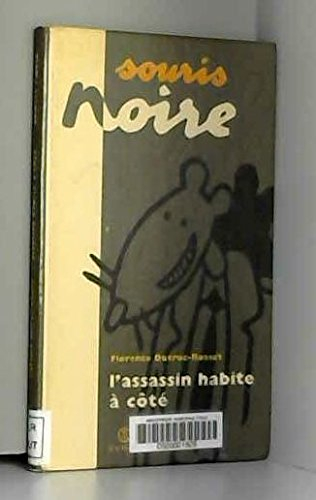 souris
noire
Florence Dutruc-Rosset
l'assassin habite
à côté